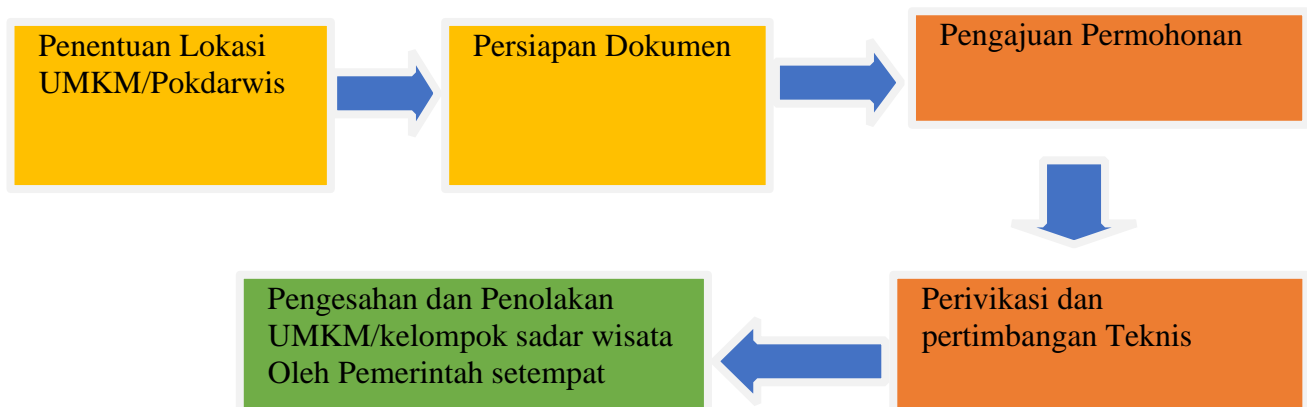 Penentuan Lokasi
UMKM/Pokdarwis
Persiapan Dokumen
Pengajuan Permohonan
Perivikasi dan
pertimbangan Teknis
Pengesahan dan Penolakan
UMKM/kelompok sadar wisata
Oleh Pemerintah setempat